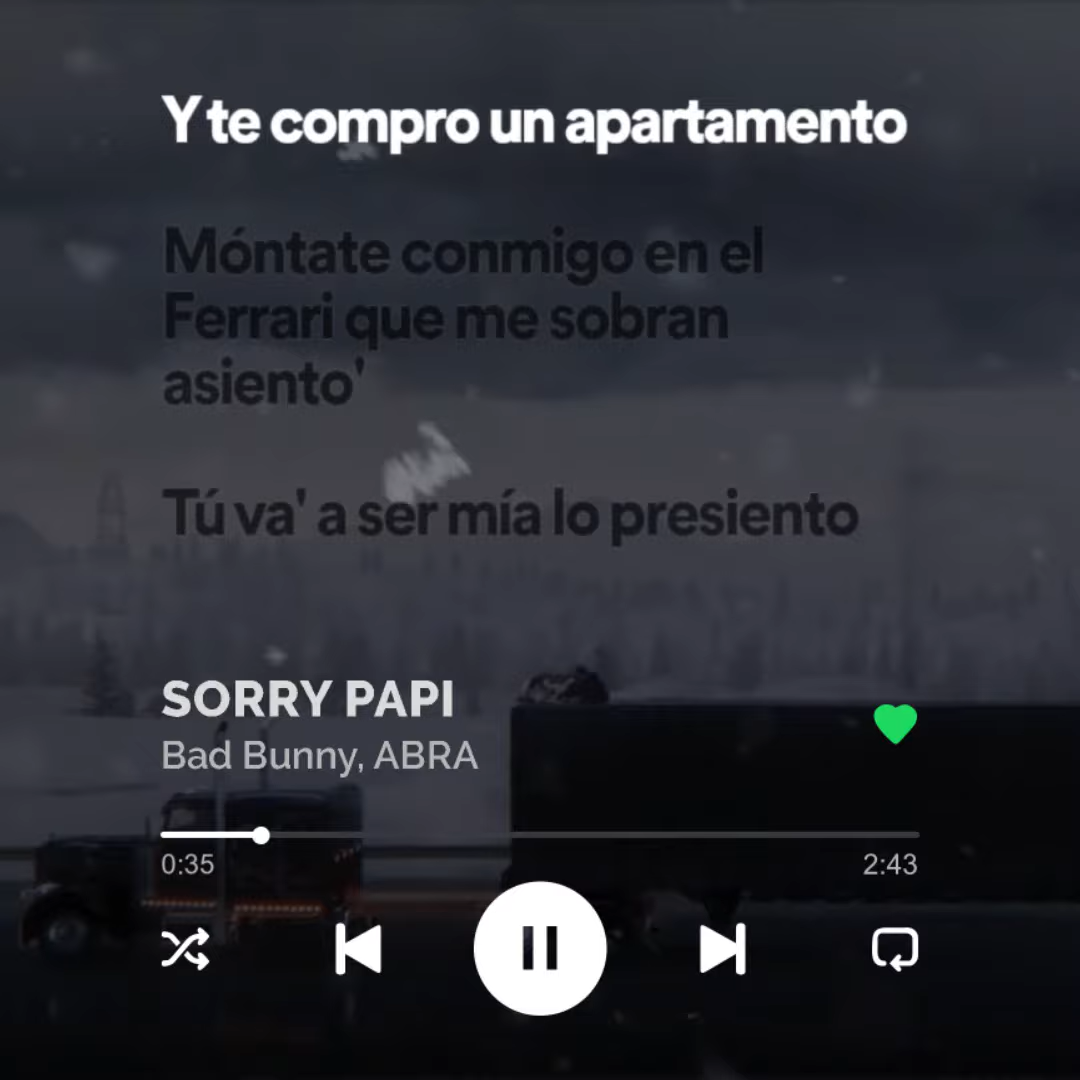 Y te compro un apartamento
Móntate conmigo en el
Ferrari que me sobran
asiento'
Tú va' a ser mía lo presiento
SORRY PAPI
Bad Bunny, ABRA
0:35
2:43